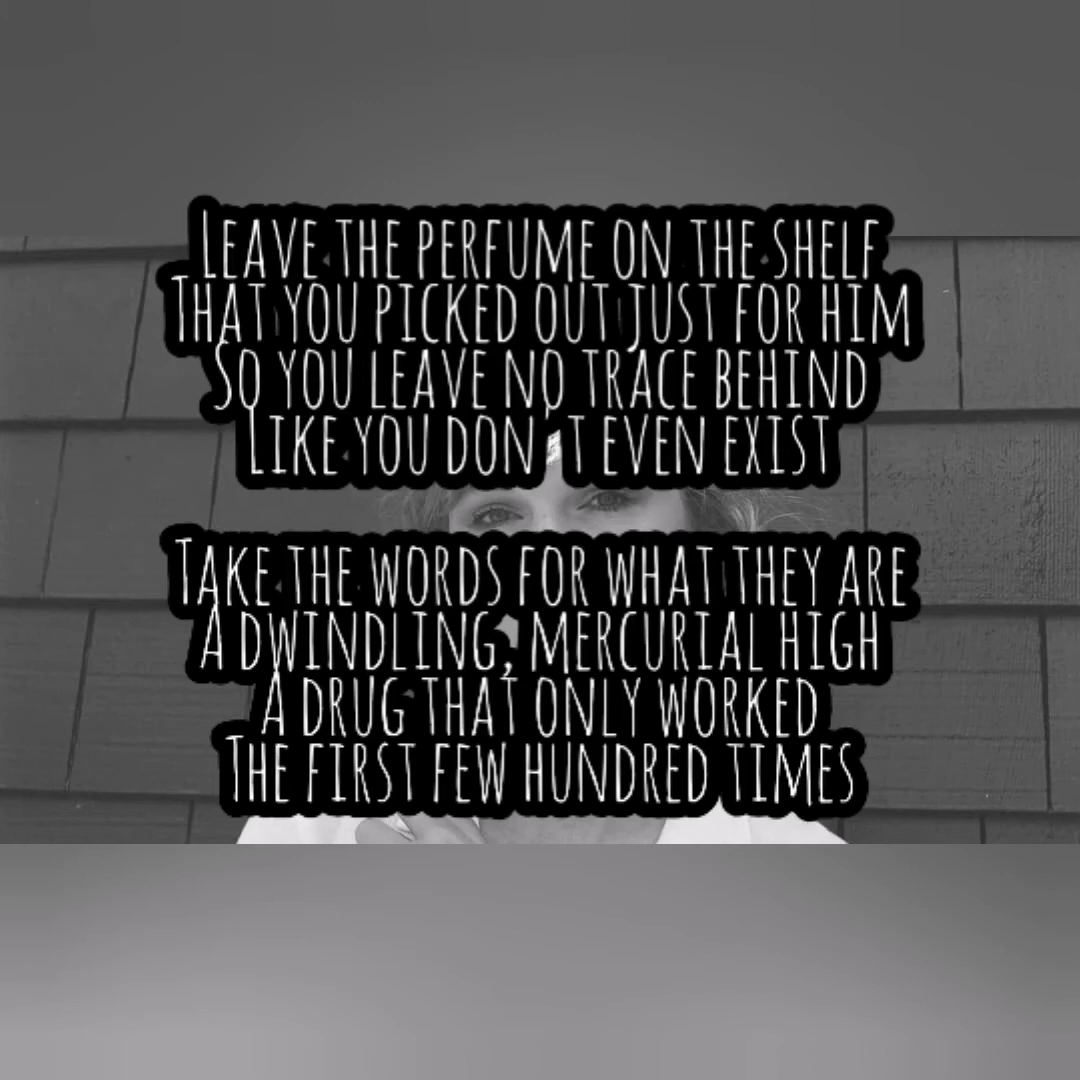 Leave the perfume on the shelf
That you picked out just for him
So you leave no trace behind
Like you don't even exist
Take the words for what they are
A dwindling, mercurial high
A drug that only worked
The first few hundred times